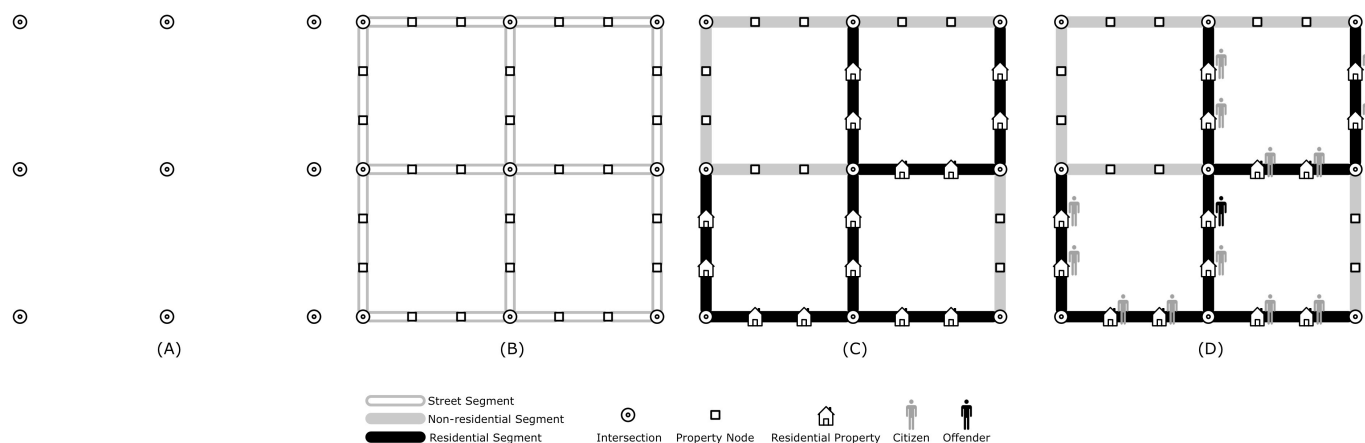 (A) (B) (C) (D)
Street Segment
Non-residential Segment
Residential Segment
Intersection Property Node Residential Property Citizen Offender